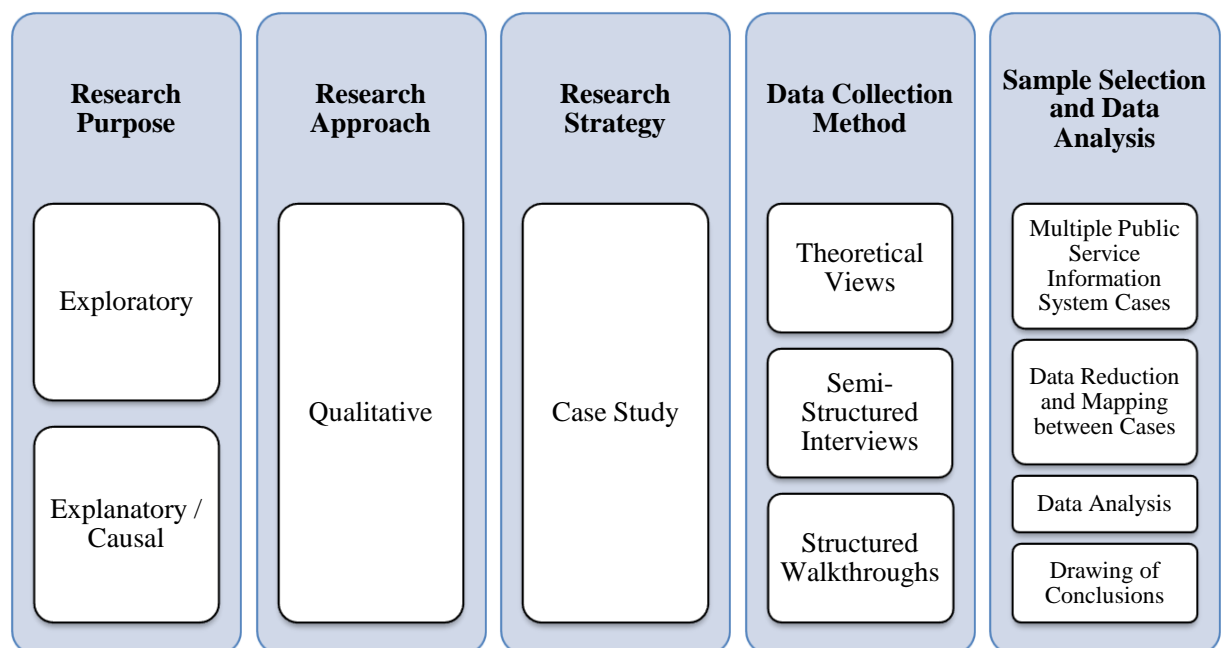 Research
Purpose
Exploratory
Explanatory /
Causal
Research
Approach
Qualitative
Research
Strategy
Case Study
Data Collection
Method
Theoretical
Views
Semi-
Structured
Interviews
Structured
Walkthroughs
Sample Selection
and Data
Analysis
Multiple Public
Service
Information
System Cases
Data Reduction
and Mapping
between Cases
Data Analysis
Drawing of
Conclusions